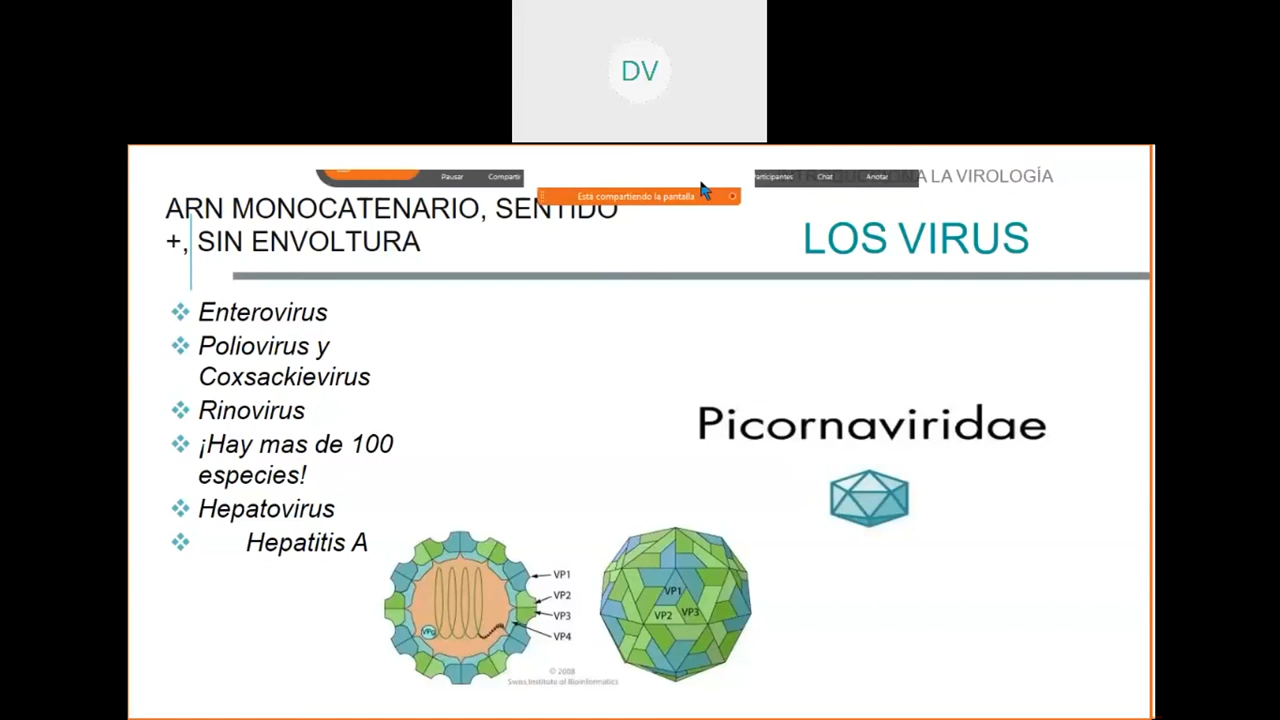 DV
Pausar
Compartir
Está compartiendo la pantalla
Participantes
Chat
Anotar
A LA VIROLOGÍA
ARN MONOCATENARIO, SENTIDO
+, SIN ENVOLTURA
LOS VIRUS
Enterovirus
Poliovirus y
Coxsackievirus
Rinovirus
¡Hay mas de 100
especies!
Hepatovirus
Hepatitis A
Picornaviridae
VP1
VP2
VP3
VP4
VPg
VP1
VP2
VP3
© 2008
Swiss Institute of Bioinformatics